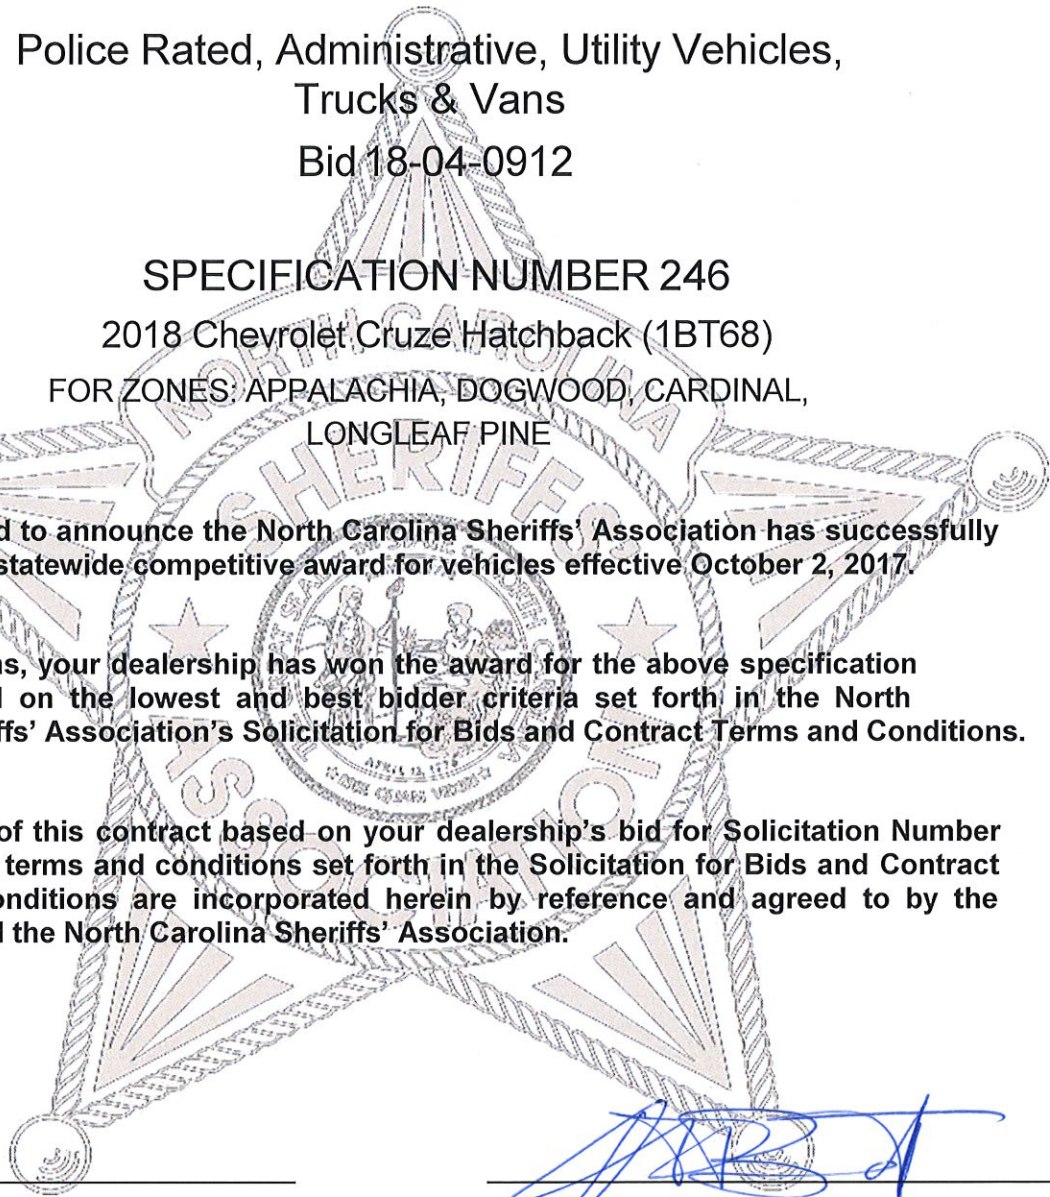 Police Rated, Administrative, Utility Vehicles,
Trucks & Vans
Bid 18-04-0912
SPECIFICATION NUMBER 246
2018 Chevrolet Cruze Hatchback (1BT68)
FOR ZONES: APPALACHIA, DOGWOOD, CARDINAL,
LONGLEAF PINE
NORTH CAROLINA
SHERIFFS'
to announce the North Carolina Sheriffs' Association has successfully
statewide competitive award for vehicles effective October 2, 2017.
your dealership has won the award for the above specification
on the lowest and best bidder criteria set forth in the North
Association's Solicitation for Bids and Contract Terms and Conditions.
ASSOCIATION
of this contract based on your dealership's bid for Solicitation Number
terms and conditions set forth in the Solicitation for Bids and Contract
are incorporated herein by reference and agreed to by the
the North Carolina Sheriffs' Association.